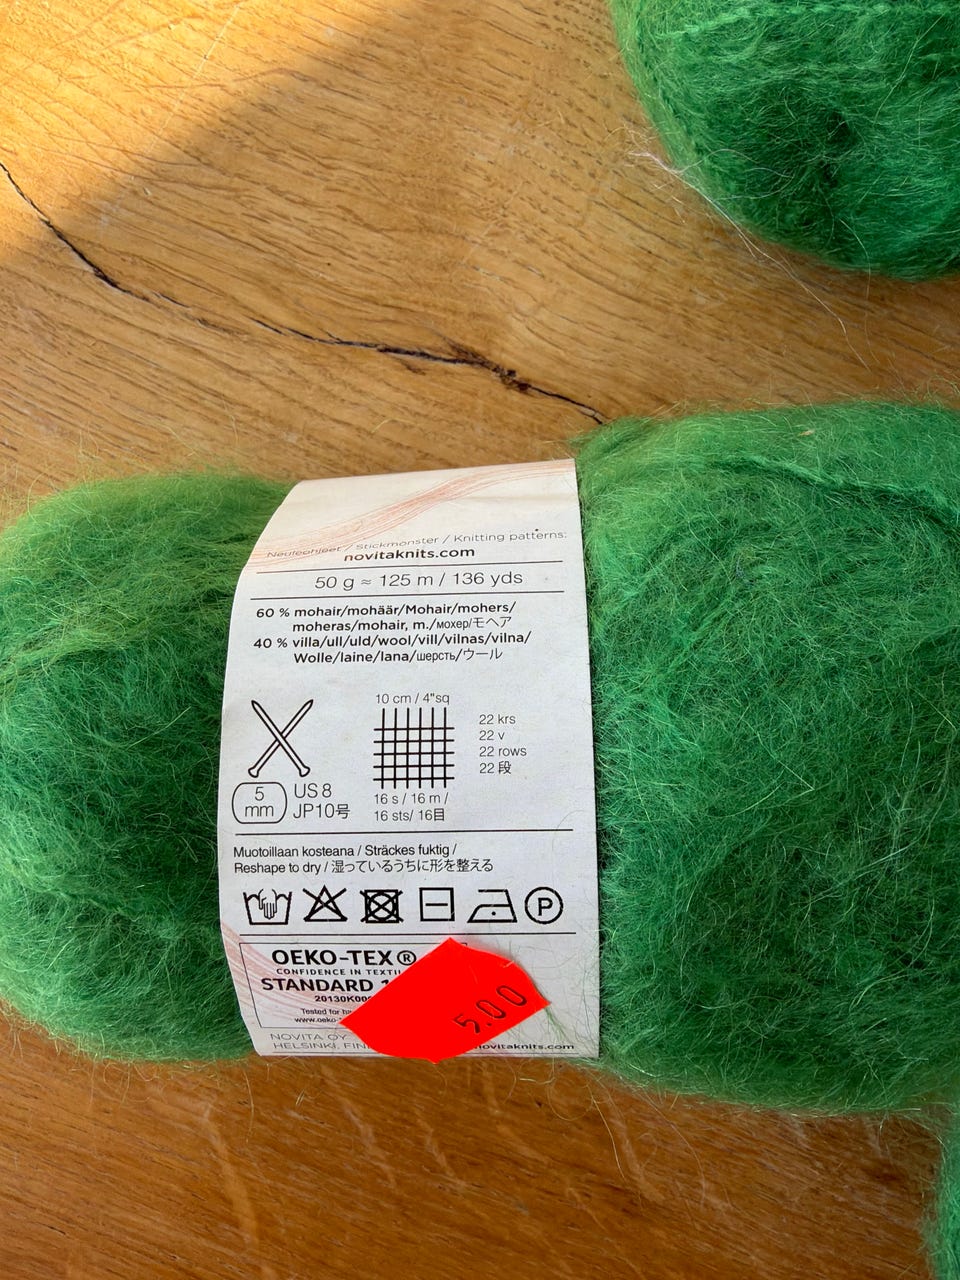 Neuleohjeet / Stickmönster / Knitting patterns:
novitaknits.com
50 g ≈ 125 m / 136 yds
60 % mohair/mohäär/Mohair/mohers/
moheras/mohair, m./мохер/モヘア
40 % villa/ull/uld/wool/vill/vilnas/vilna/
Wolle/laine/lana/шерсть/ウール
10 cm / 4"sq
22 krs
22 v
22 rows
22 段
5
mm
US 8
JP10号
16 s / 16 m /
16 sts/ 16目
Muotoillaan kosteana / Sträckes fuktig /
Reshape to dry / 湿っているうちに形を整える
P
OEKO-TEX®
CONFIDENCE IN
STANDARD
Tested for
5,00
NOVITA OY
HELSINKI,
novitaknits.com